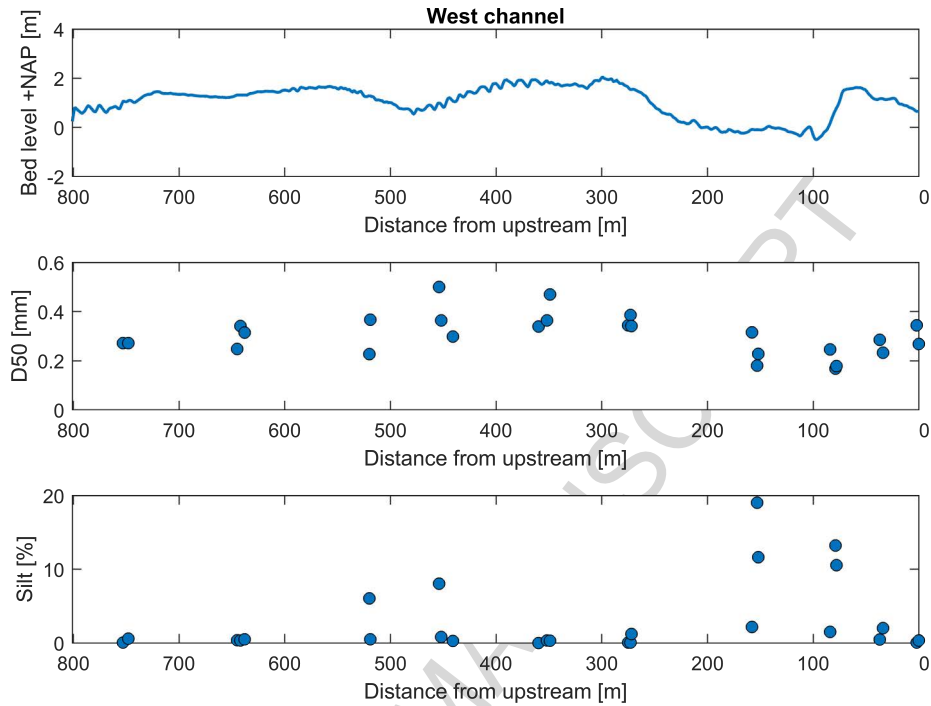 West channel
Bed level +NAP [m]
4
2
0
-2
800 700 600 500 400 300 200 100 0
Distance from upstream [m]
D50 [mm]
0.6
0.4
0.2
0
800 700 600 500 400 300 200 100 0
Distance from upstream [m]
Silt [%]
20
10
0
800 700 600 500 400 300 200 100 0
Distance from upstream [m]